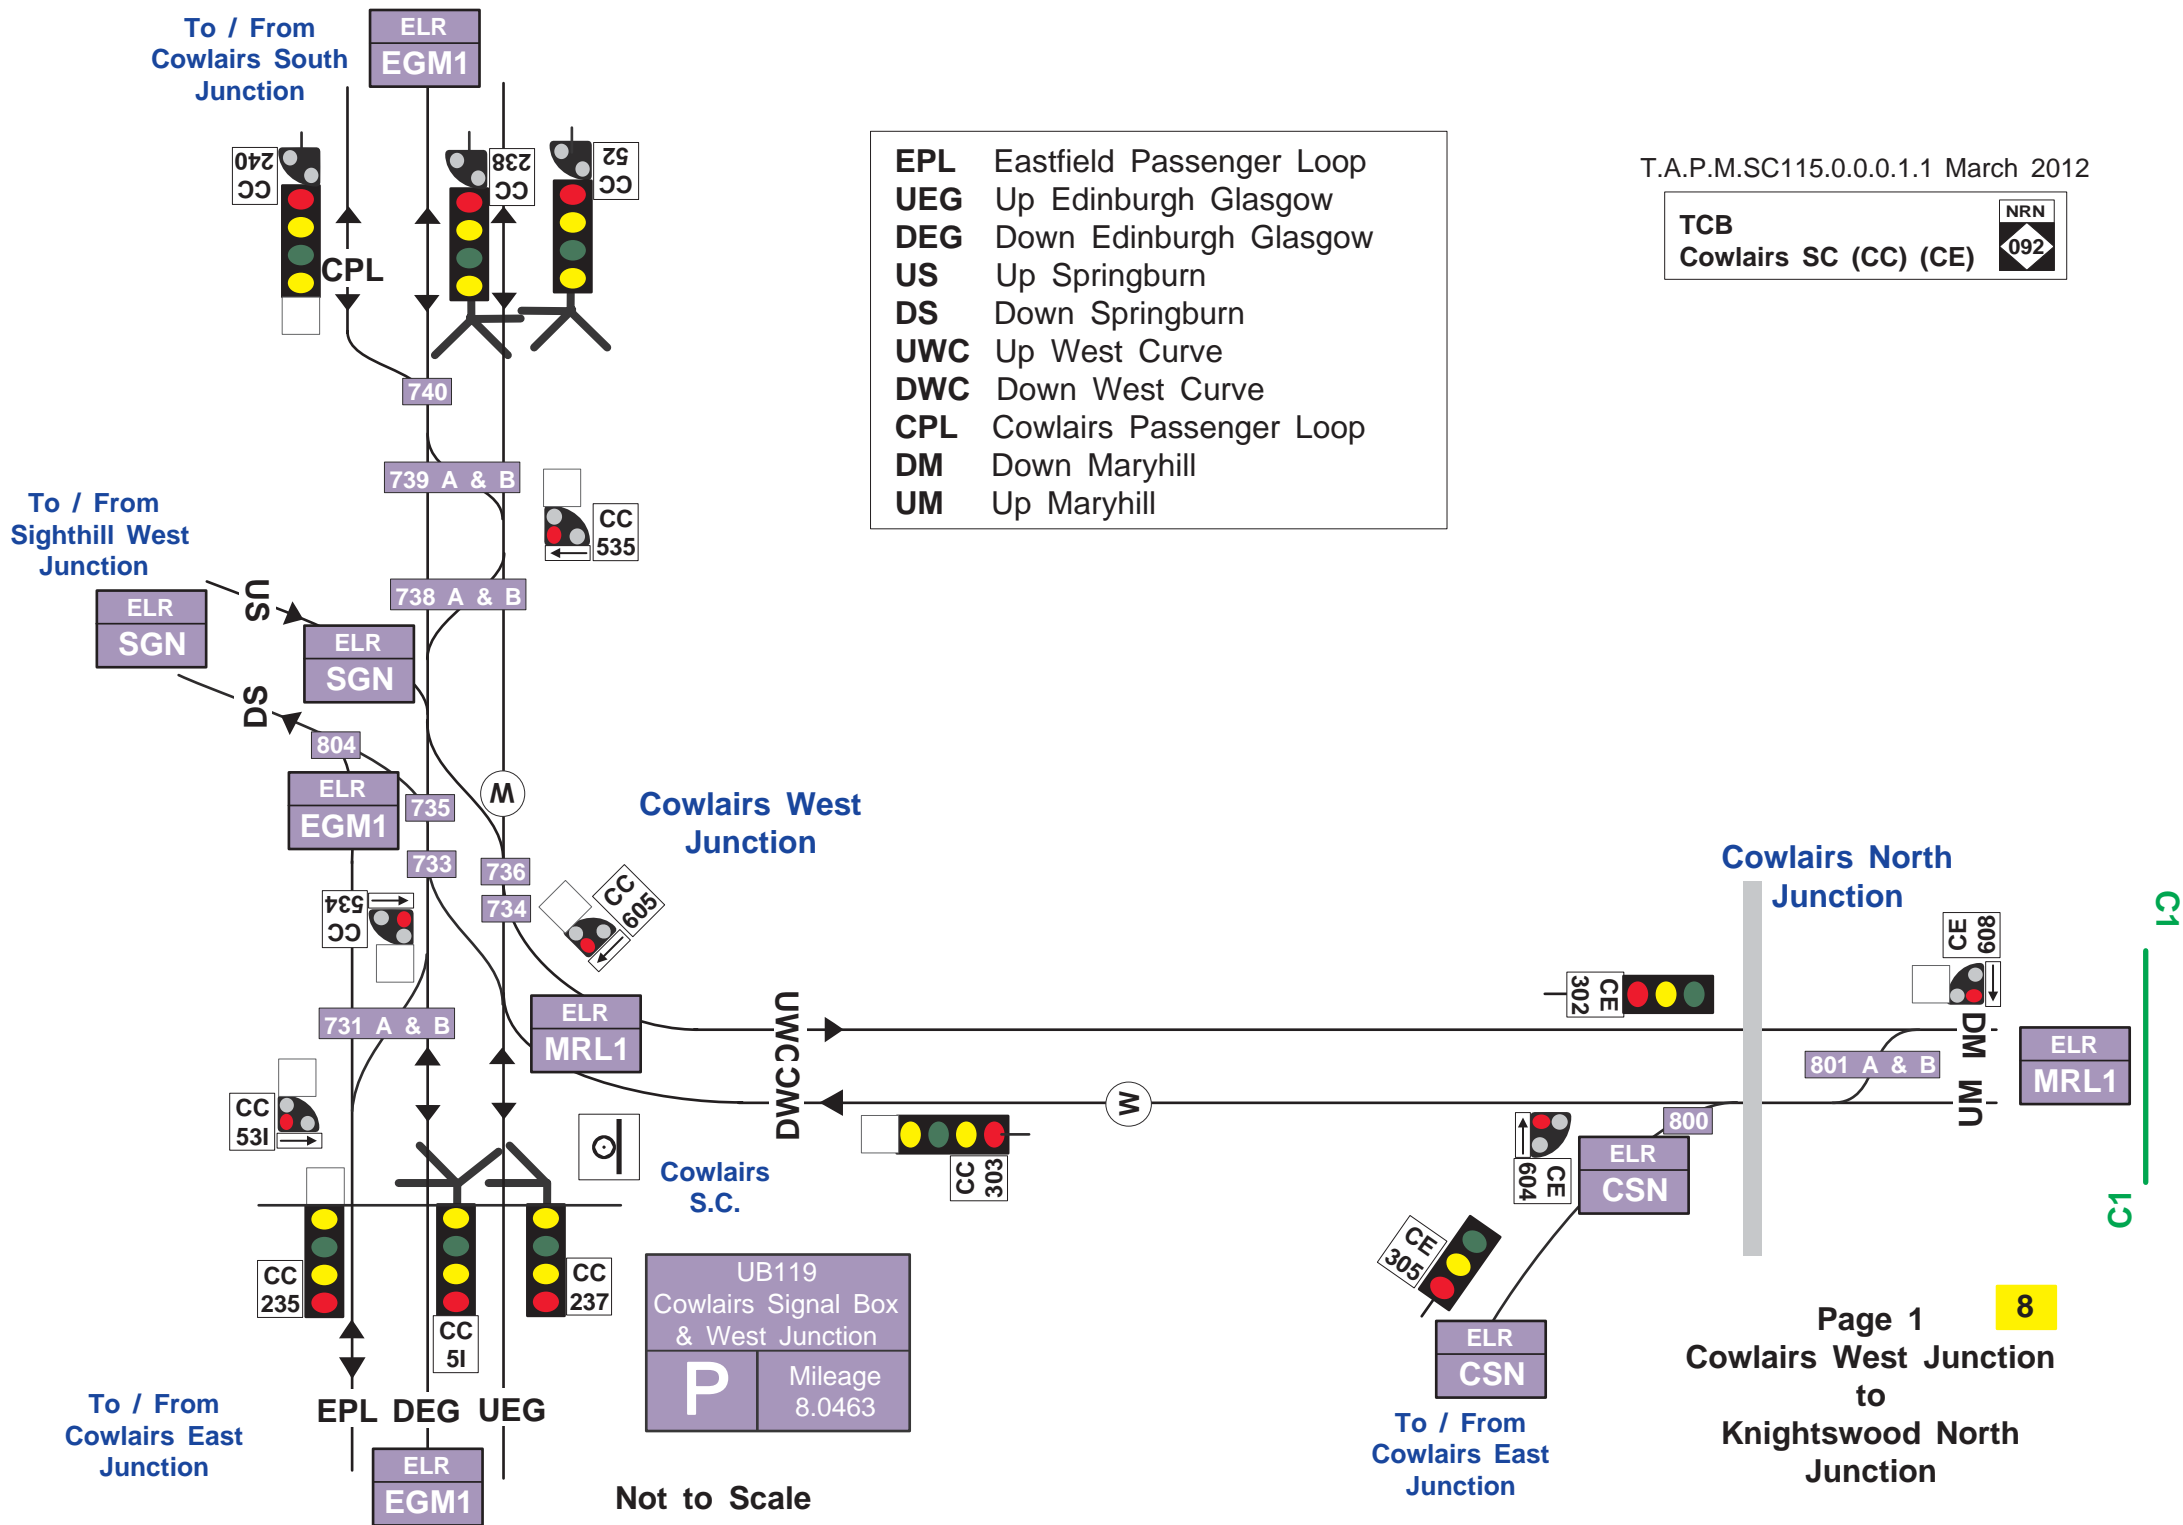 To / From
Cowlairs South
Junction
ELR
EGM1
CC
240
CC
238
CC
52
CPL
740
739 A & B
CC
535
738 A & B
EPL Eastfield Passenger Loop
UEG Up Edinburgh Glasgow
DEG Down Edinburgh Glasgow
US Up Springburn
DS Down Springburn
UWC Up West Curve
DWC Down West Curve
CPL Cowlairs Passenger Loop
DM Down Maryhill
UM Up Maryhill
T.A.P.M.SC115.0.0.0.1.1 March 2012
TCB
Cowlairs SC (CC) (CE)
NRN
092
To / From
Sighthill West
Junction
ELR
SGN
US
ELR
SGN
DS
804
ELR
EGM1
735
733
W
736
734
Cowlairs West
Junction
CC
534
CC
605
731 A & B
CC
53I
ELR
MRL1
UWC
DWC
W
CC
303
CE
302
Cowlairs North
Junction
CE
608
DM
UM
801 A & B
800
ELR
MRL1
C1
C1
CE
604
ELR
CSN
CE
305
ELR
CSN
To / From
Cowlairs East
Junction
Cowlairs
S.C.
CC
235
CC
5I
CC
237
UB119
Cowlairs Signal Box
& West Junction
P
Mileage
8.0463
To / From
Cowlairs East
Junction
EPL DEG UEG
ELR
EGM1
Not to Scale
8
Page 1
Cowlairs West Junction
to
Knightswood North
Junction